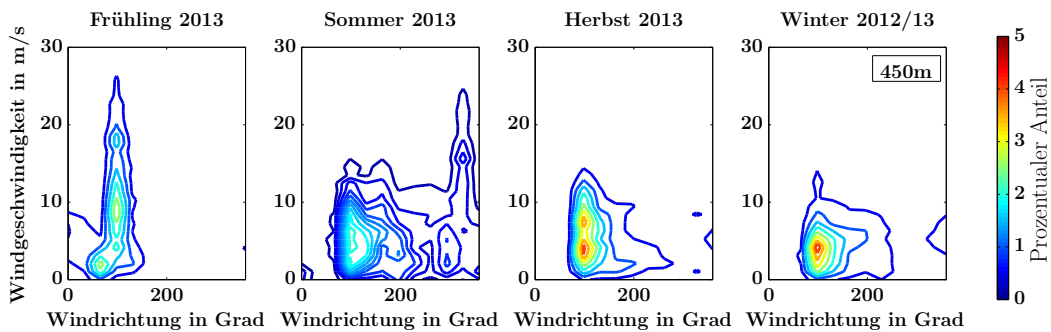 Frühling 2013
Sommer 2013
Herbst 2013
Winter 2012/13
Windgeschwindigkeit in m/s
30
20
10
0
0
200
Windrichtung in Grad
30
20
10
0
0
200
Windrichtung in Grad
30
20
10
0
0
200
Windrichtung in Grad
450m
30
20
10
0
0
200
Windrichtung in Grad
5
4
3
2
1
0
Prozentualer Anteil